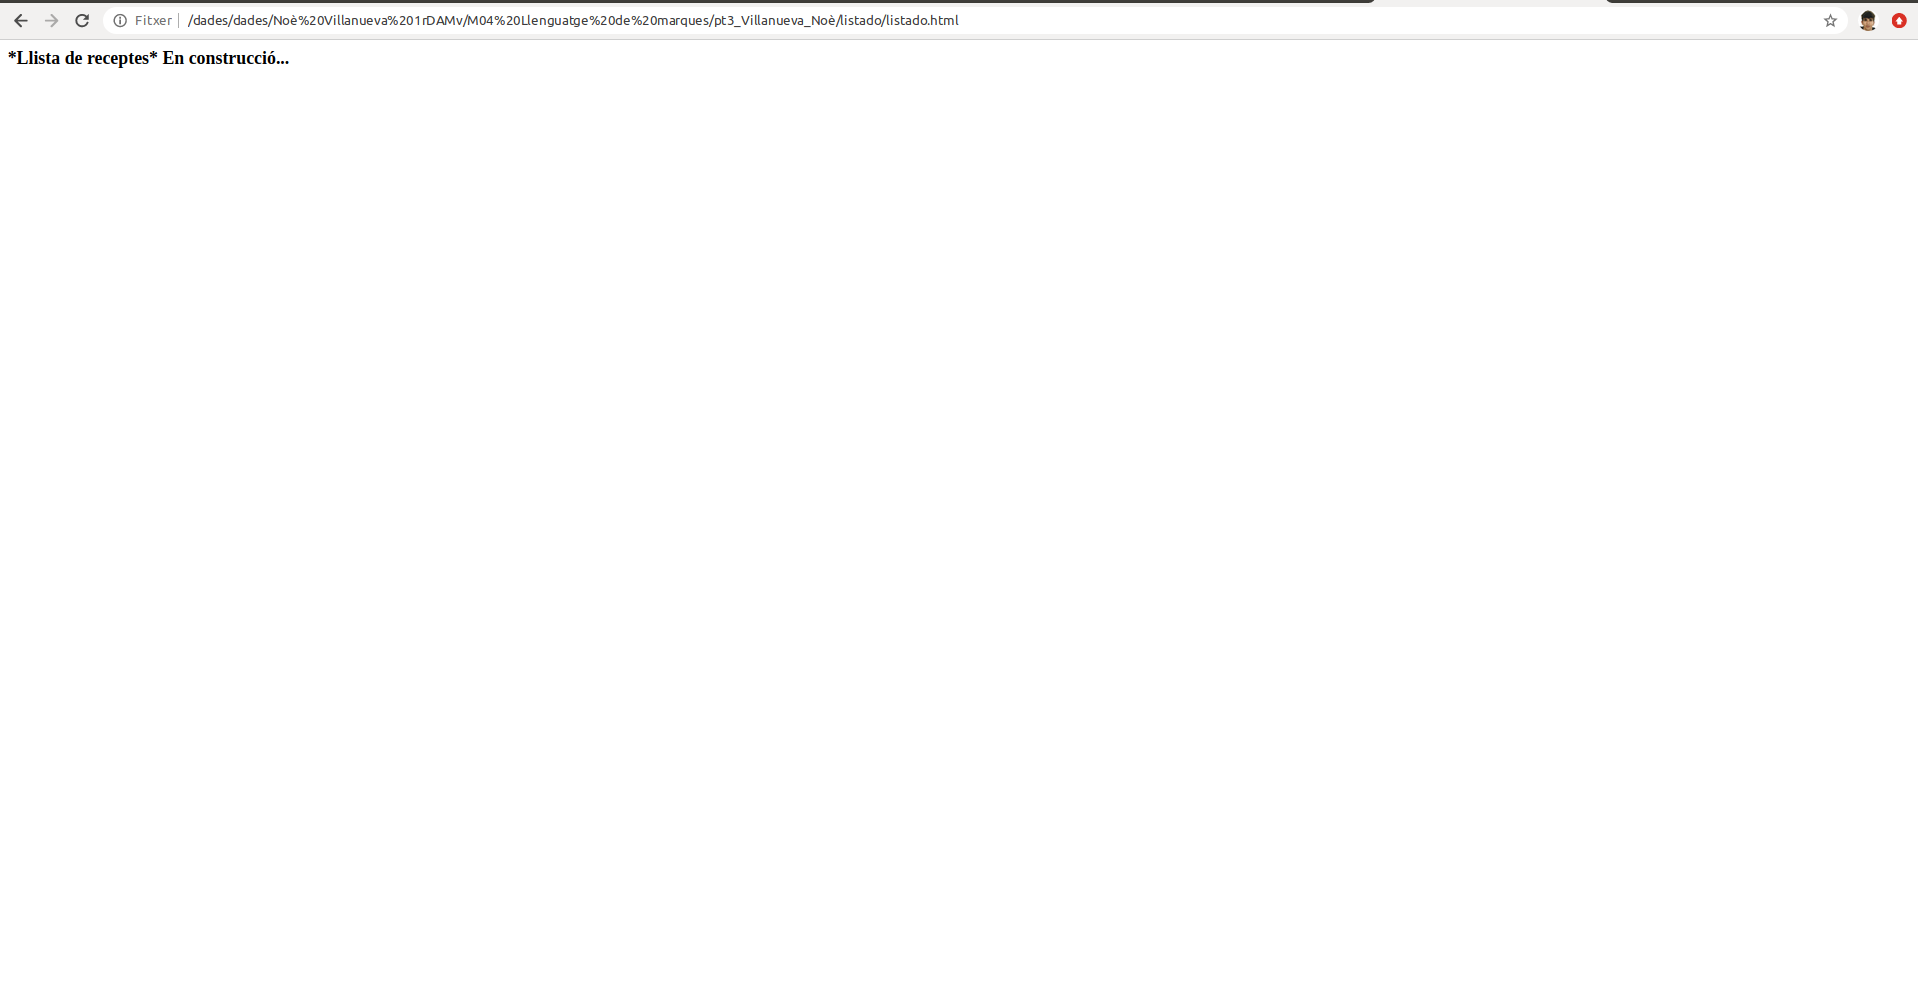 Fitxer /dades/dades/Noè%20Villanueva%201rDAMv/M04%20Llenguatge%20de%20marques/pt3_Villanueva_Noè/listado/listado.html
*Llista de receptes* En construcció...